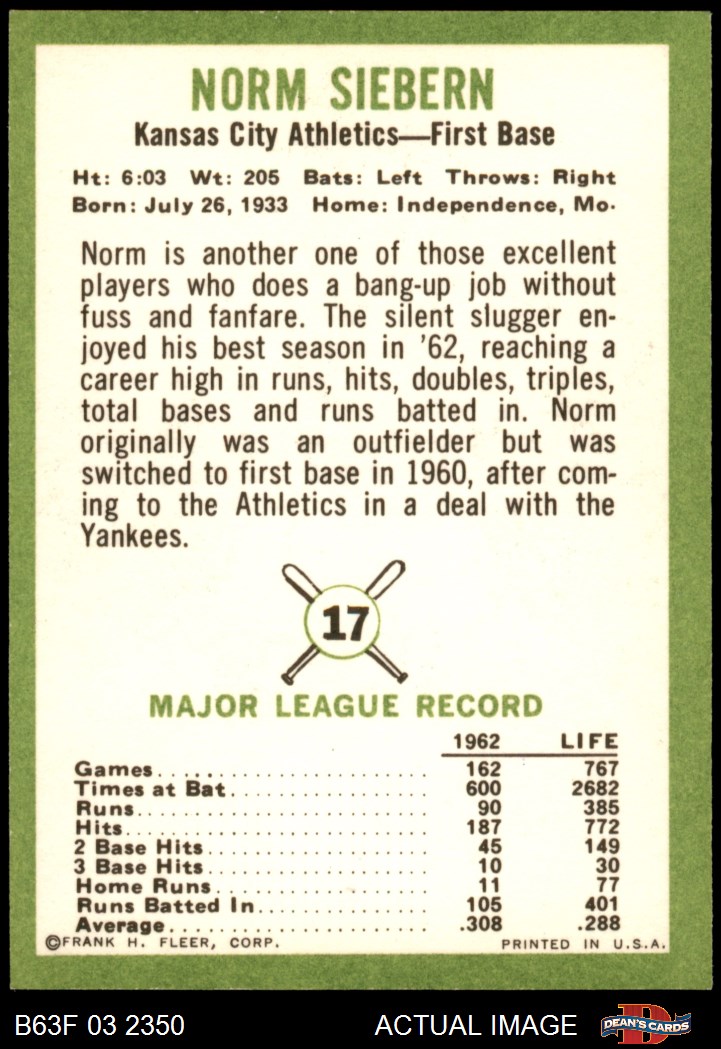 NORM SIEBERN
Kansas City Athletics—First Base
Ht: 6:03 Wt: 205 Bats: Left Throws: Right
Born: July 26, 1933 Home: Independence, Mo.
Norm is another one of those excellent
players who does a bang-up job without
fuss and fanfare. The silent slugger en-
joyed his best season in '62, reaching a
career high in runs, hits, doubles, triples,
total bases and runs batted in. Norm
originally was an outfielder but was
switched to first base in 1960, after com-
ing to the Athletics in a deal with the
Yankees.
17
MAJOR LEAGUE RECORD
1962 LIFE
Games 162 767
Times at Bat 600 2682
Runs 90 385
Hits 187 772
2 Base Hits 45 149
3 Base Hits 10 30
Home Runs 11 77
Runs Batted In 105 401
Average .308 .288
©FRANK H. FLEER, CORP. PRINTED IN U.S.A.
B63F 03 2350 ACTUAL IMAGE D DEAN'S CARDS